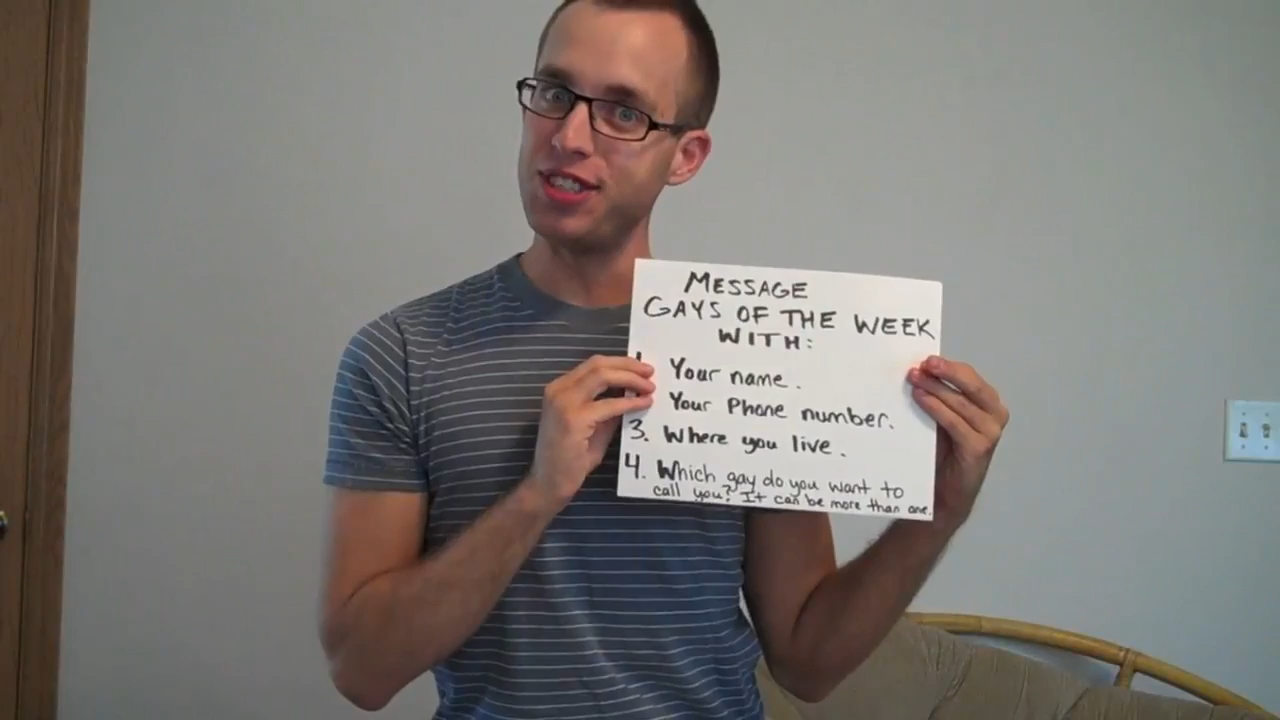 MESSAGE
GAYS OF THE WEEK
WITH:
1. Your name.
Your Phone number.
3. Where you live.
4. Which gay do you want to
call you? It can be more than one.